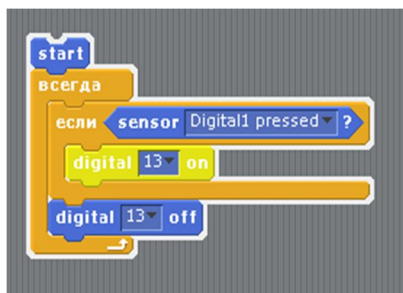 start
всегда
если sensor Digital1 pressed ?
digital 13 on
digital 13 off